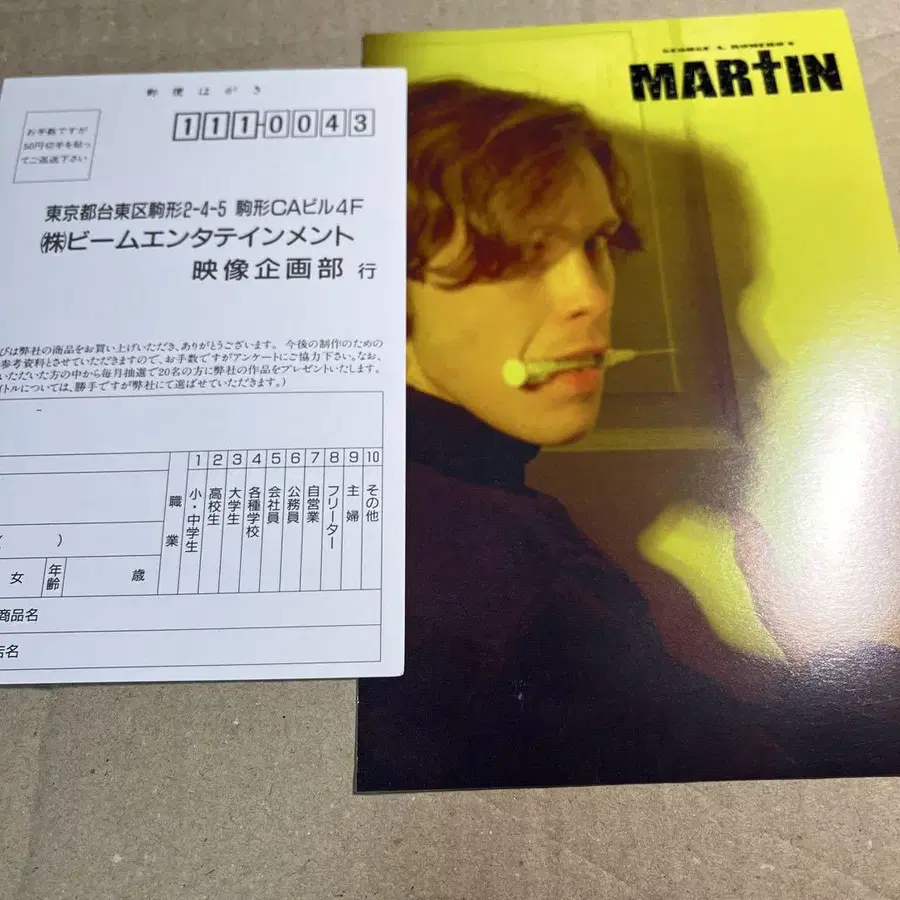 郵便はがき
お手数ですが
50円切手を貼っ
てご返送下さい
111-0043
東京都台東区駒形2-4-5 駒形CAビル4F
㈱ビームエンタテインメント
映像企画部 行
びは弊社の商品をお買い上げいただき、ありがとうございます。今後の制作のための
参考資料とさせていただきますので、お手数ですがアンケートにご協力下さい。なお、
いただいた方の中から毎月抽選で20名の方に弊社の作品をプレゼントいたします。
トルについては、勝手ですが弊社にて選ばせていただきます。)
職業
1 小・中学生
2 高校生
3 大学生
4 各種学校
5 会社員
6 公務員
7 自営業
8 フリーター
9 主婦
10 その他
( )
女 年齢 歳
商品名
店名
GEORGE A. ROMERO'S
MARTIN